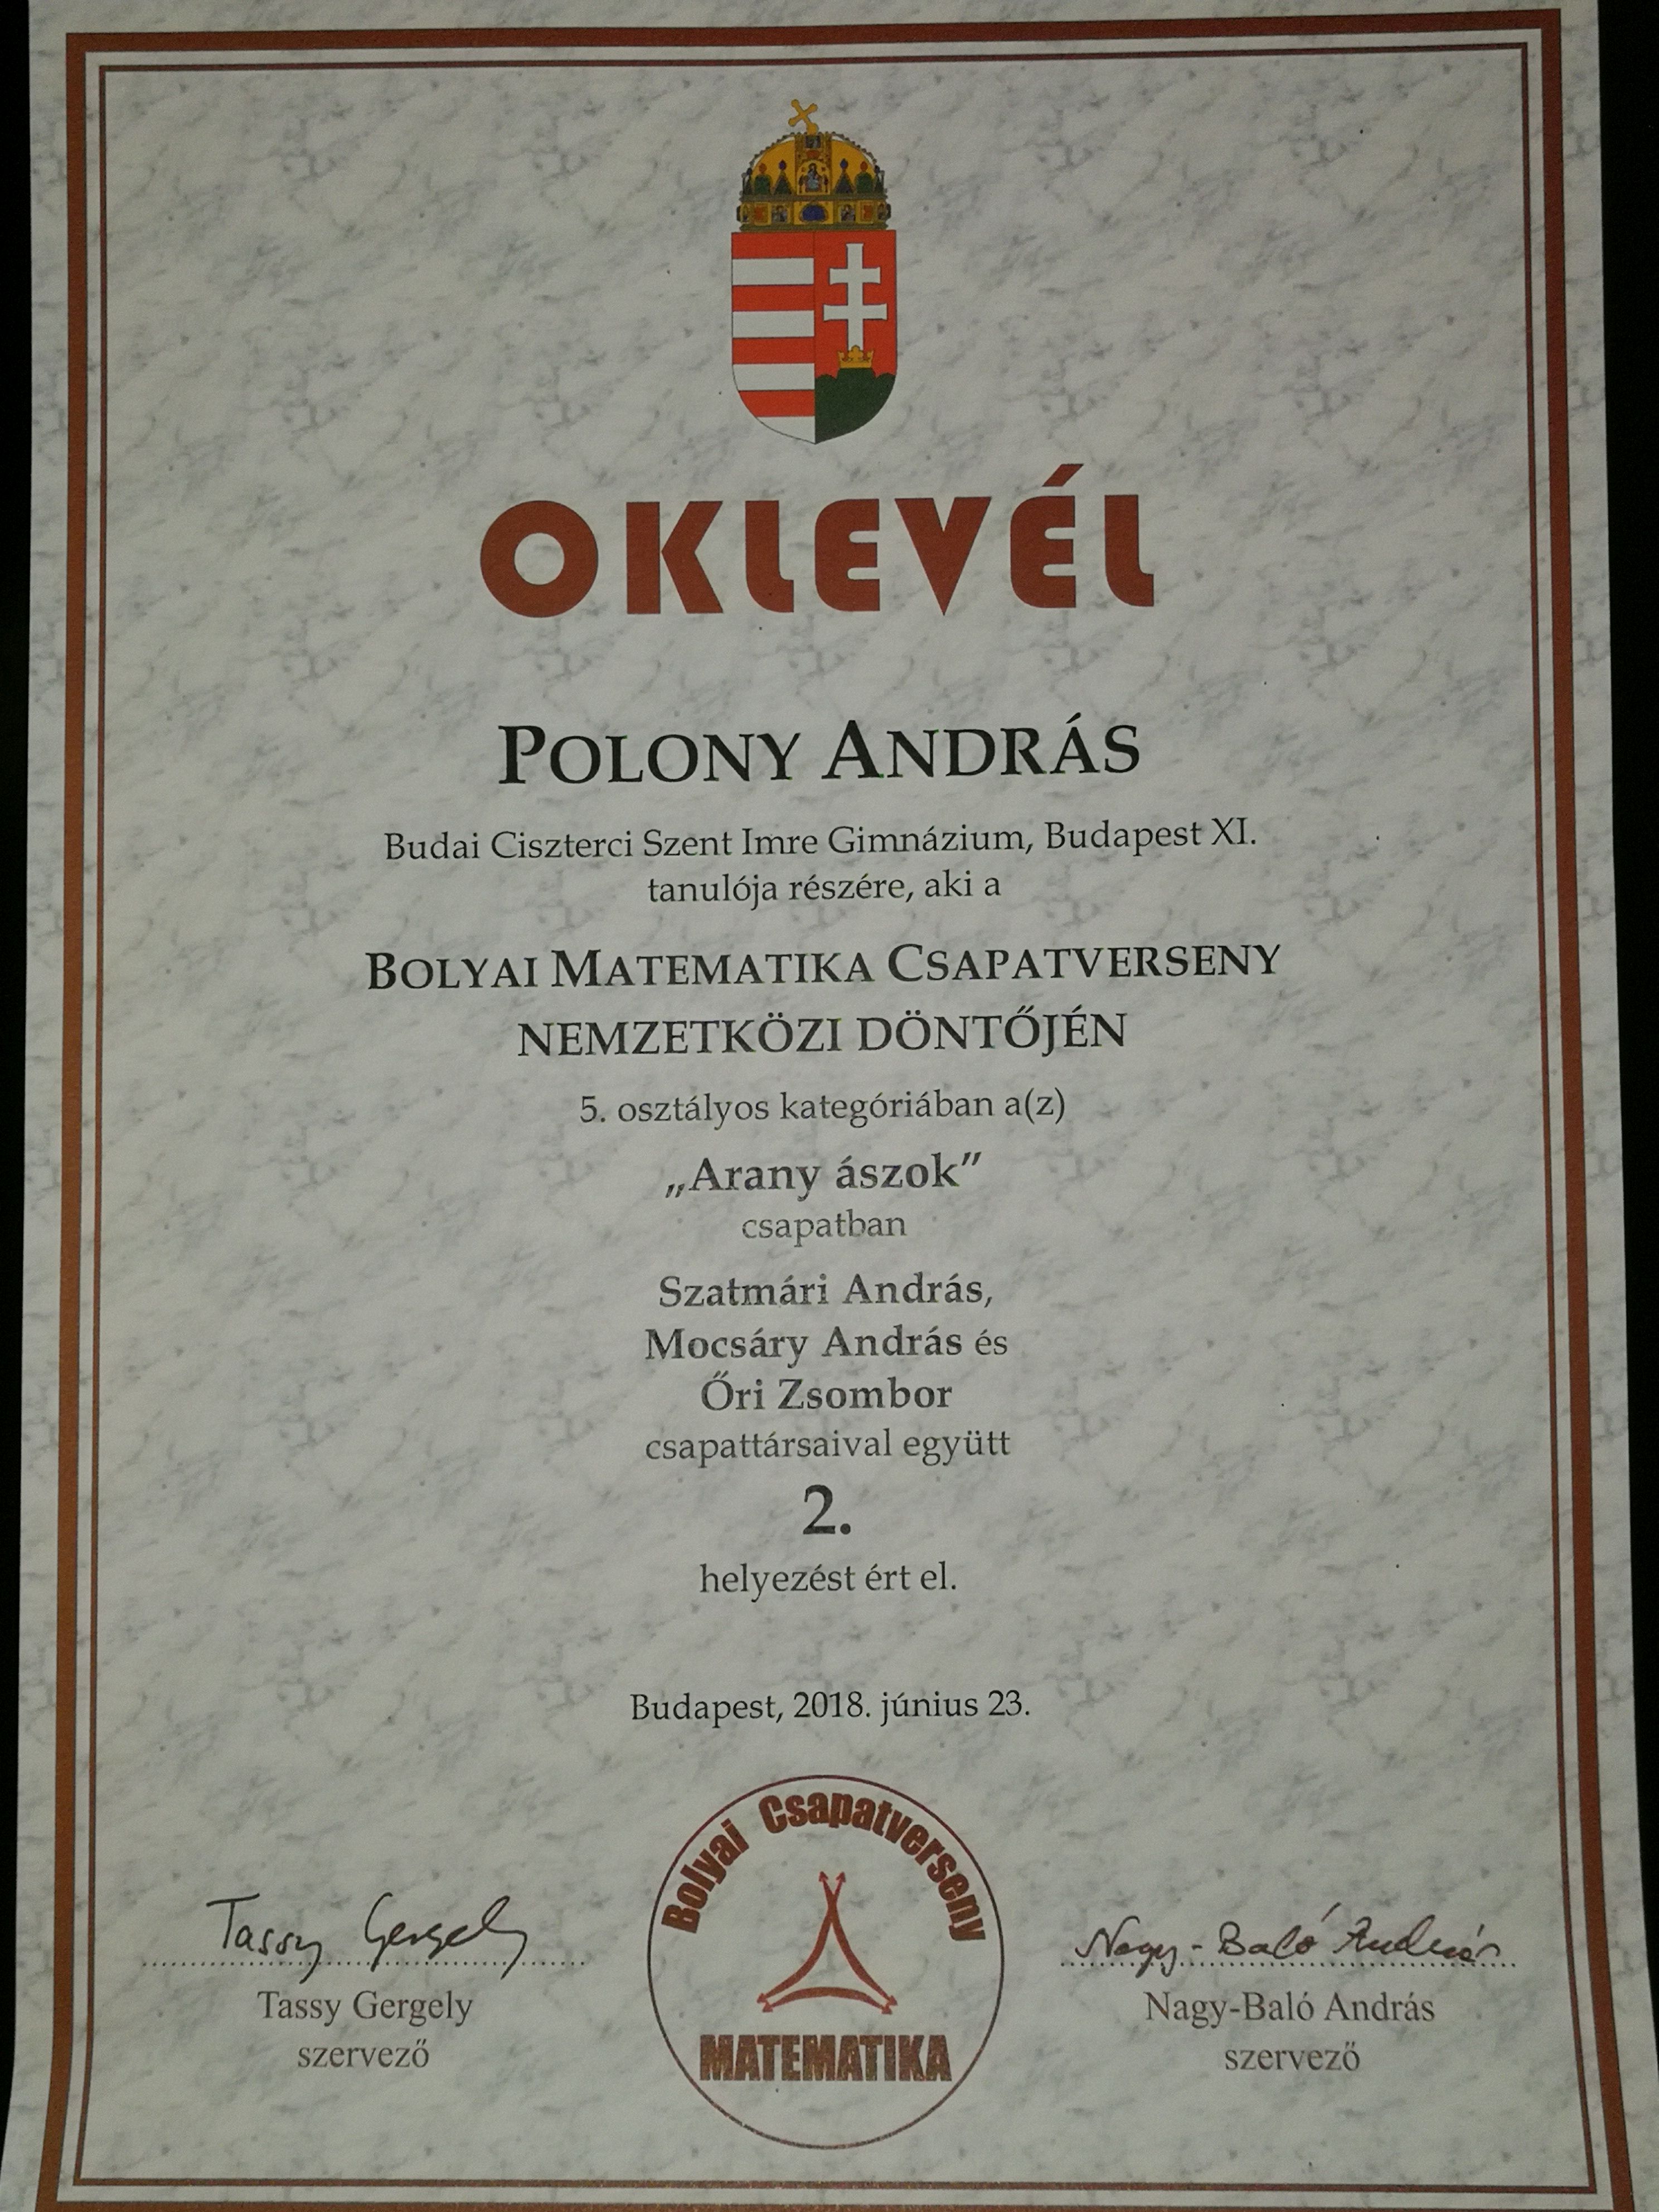 OKLEVÉL
POLONY ANDRÁS
Budai Ciszterci Szent Imre Gimnázium, Budapest XI.
tanulója részére, aki a
BOLYAI MATEMATIKA CSAPATVERSENY
NEMZETKÖZI DÖNTŐJÉN
5. osztályos kategóriában a(z)
„Arany ászok”
csapatban
Szatmári András,
Mocsáry András és
Őri Zsombor
csapattársaival együtt
2.
helyezést ért el.
Budapest, 2018. június 23.
Bolyai Csapatverseny
MATEMATIKA
Tassy Gergely
Tassy Gergely
szervező
Nagy-Baló András
Nagy-Baló András
szervező